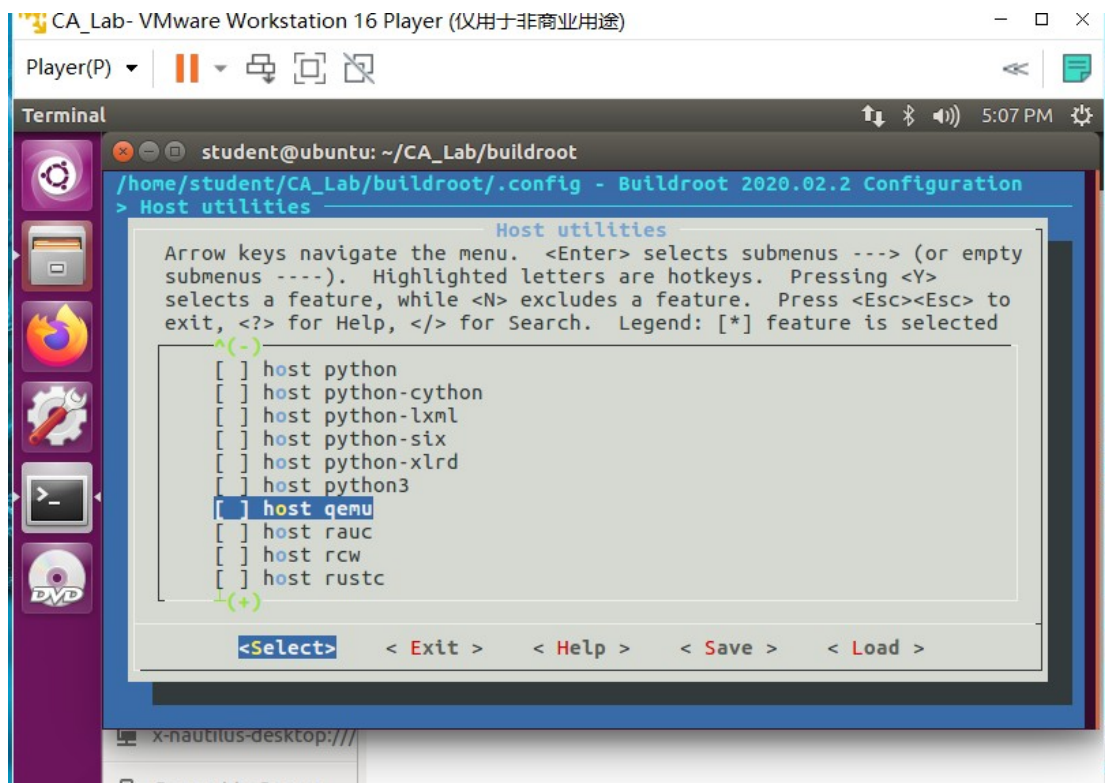 CA_Lab- VMware Workstation 16 Player (仅用于非商业用途)
Player(P)
Terminal
5:07 PM
student@ubuntu: ~/CA_Lab/buildroot
/home/student/CA_Lab/buildroot/.config - Buildroot 2020.02.2 Configuration
> Host utilities
Host utilities
Arrow keys navigate the menu.  <Enter> selects submenus ---> (or empty
submenus ----).  Highlighted letters are hotkeys.  Pressing <Y>
selects a feature, while <N> excludes a feature.  Press <Esc><Esc> to
exit, <?> for Help, </> for Search.  Legend: [*] feature is selected
^(-)
[ ] host python
[ ] host python-cython
[ ] host python-lxml
[ ] host python-six
[ ] host python-xlrd
[ ] host python3
[ ] host qemu
[ ] host rauc
[ ] host rcw
[ ] host rustc
┴(+)
<Select>    < Exit >    < Help >    < Save >    < Load >
DVD
x-nautilus-desktop:///